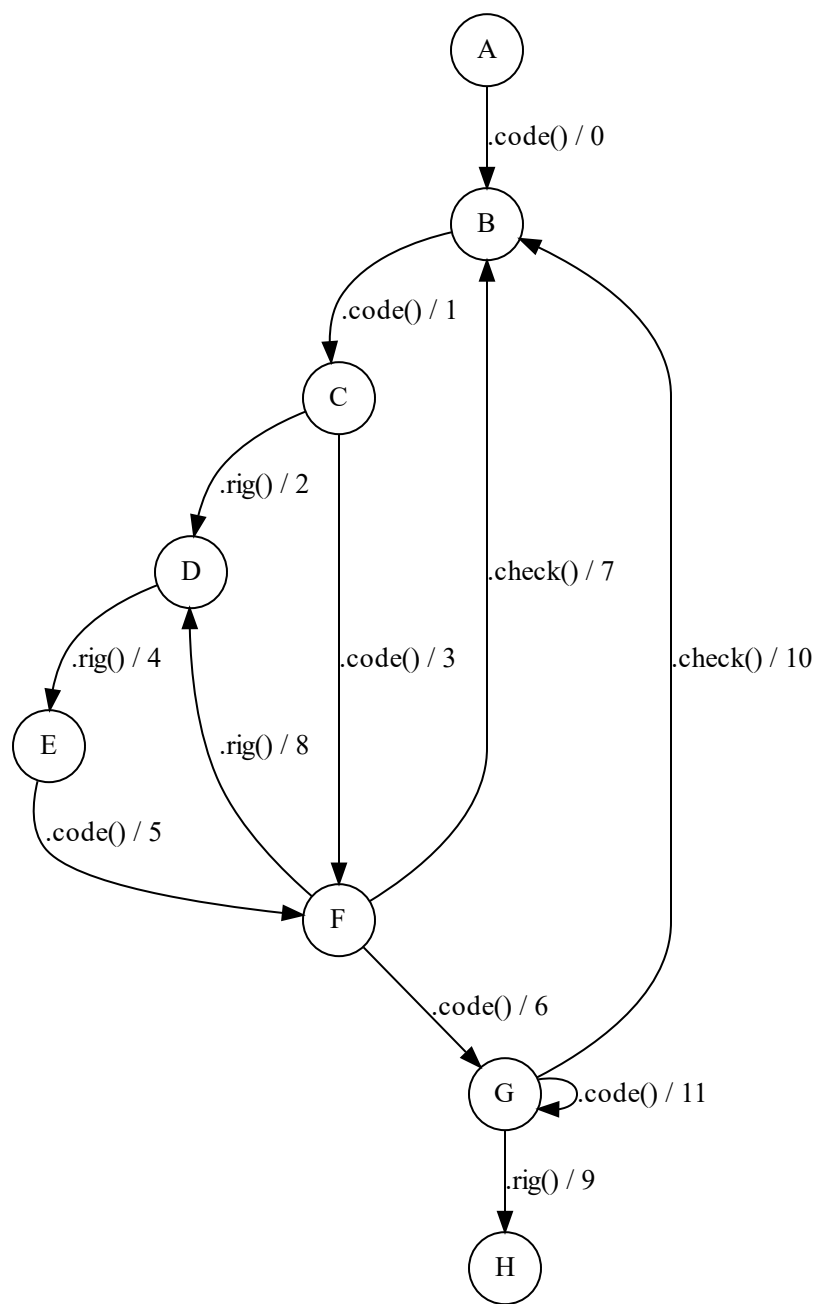 A
.code() / 0
B
.code() / 1
C
.rig() / 2
D
.check() / 7
.rig() / 4
.code() / 3
.check() / 10
E
.rig() / 8
.code() / 5
F
.code() / 6
G
.code() / 11
.rig() / 9
H